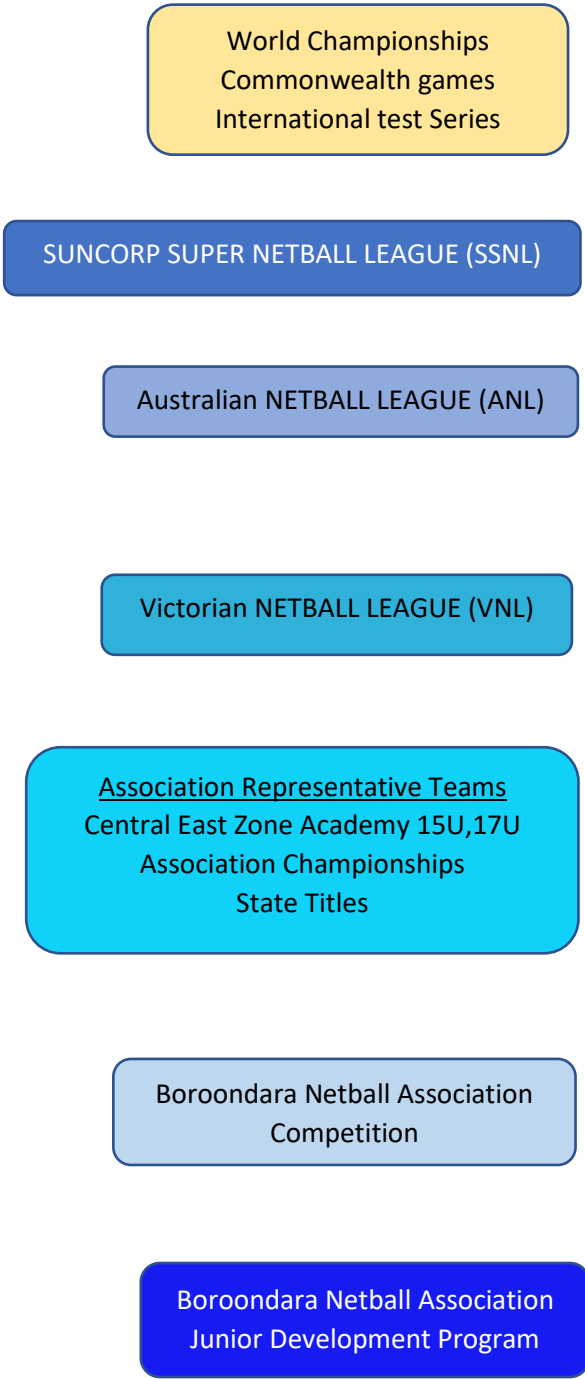 World Championships
Commonwealth games
International test Series
SUNCORP SUPER NETBALL LEAGUE (SSNL)
Australian NETBALL LEAGUE (ANL)
Victorian NETBALL LEAGUE (VNL)
Association Representative Teams
Central East Zone Academy 15U,17U
Association Championships
State Titles
Boroondara Netball Association
Competition
Boroondara Netball Association
Junior Development Program